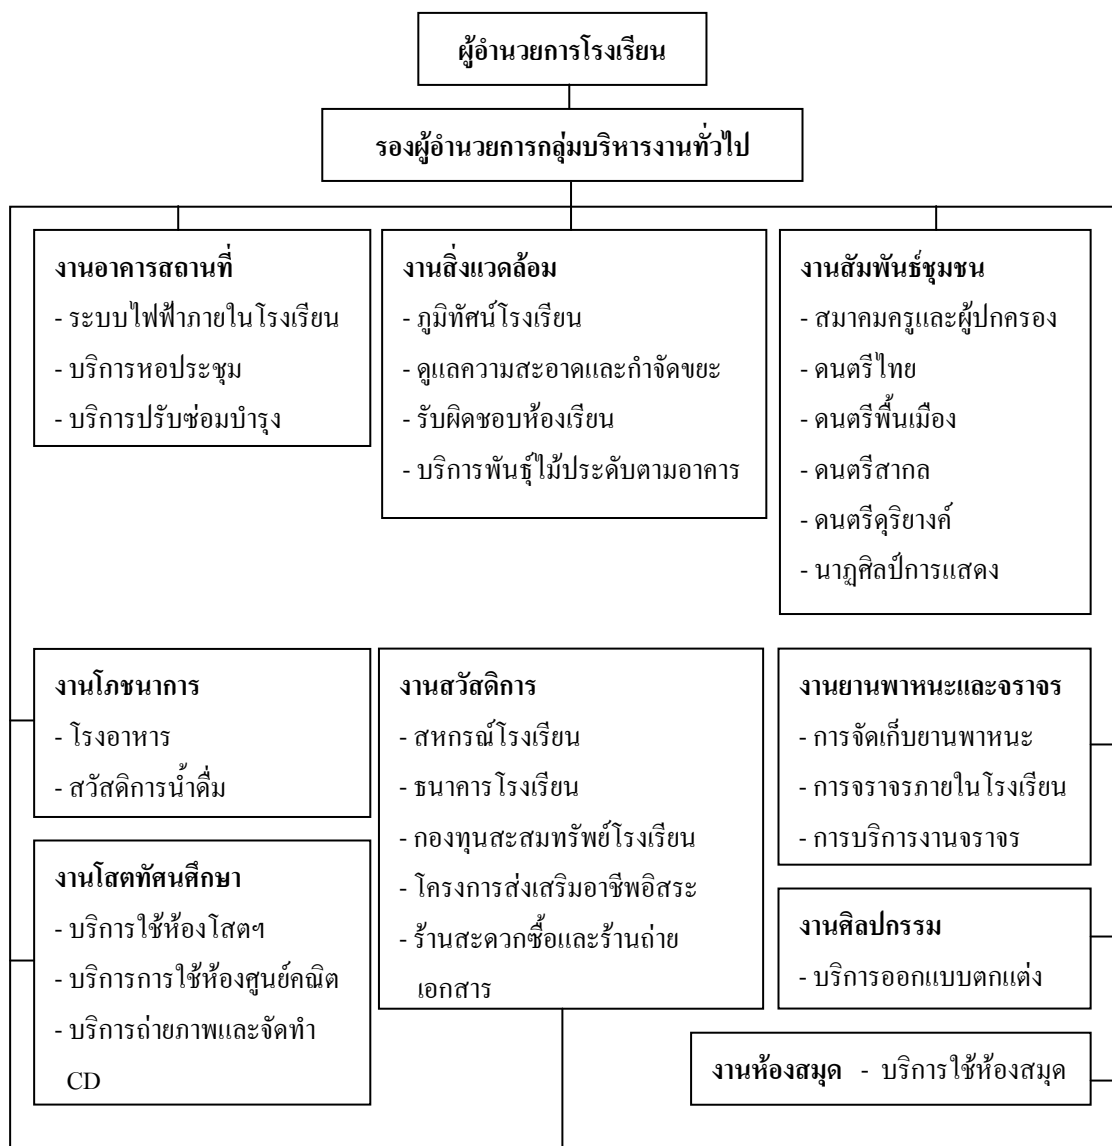 ผู้อำนวยการโรงเรียน
รองผู้อำนวยการกลุ่มบริหารงานทั่วไป
งานอาคารสถานที่
- ระบบไฟฟ้าภายในโรงเรียน
- บริการหอประชุม
- บริการปรับซ่อมบำรุง
งานสิ่งแวดล้อม
- ภูมิทัศน์โรงเรียน
- ดูแลความสะอาดและกำจัดขยะ
- รับผิดชอบห้องเรียน
- บริการพันธุ์ไม้ประดับตามอาคาร
งานสัมพันธ์ชุมชน
- สมาคมครูและผู้ปกครอง
- ดนตรีไทย
- ดนตรีพื้นเมือง
- ดนตรีสากล
- ดนตรีดุริยางค์
- นาฏศิลป์การแสดง
งานโภชนาการ
- โรงอาหาร
- สวัสดิการน้ำดื่ม
งานสวัสดิการ
- สหกรณ์โรงเรียน
- ธนาคารโรงเรียน
- กองทุนสะสมทรัพย์โรงเรียน
- โครงการส่งเสริมอาชีพอิสระ
- ร้านสะดวกซื้อและร้านถ่าย
เอกสาร
งานยานพาหนะและจราจร
- การจัดเก็บยานพาหนะ
- การจราจรภายในโรงเรียน
- การบริการงานจราจร
งานโสตทัศนศึกษา
- บริการใช้ห้องโสตฯ
- บริการการใช้ห้องศูนย์คณิต
- บริการถ่ายภาพและจัดทำ
CD
งานศิลปกรรม
- บริการออกแบบตกแต่ง
งานห้องสมุด - บริการใช้ห้องสมุด